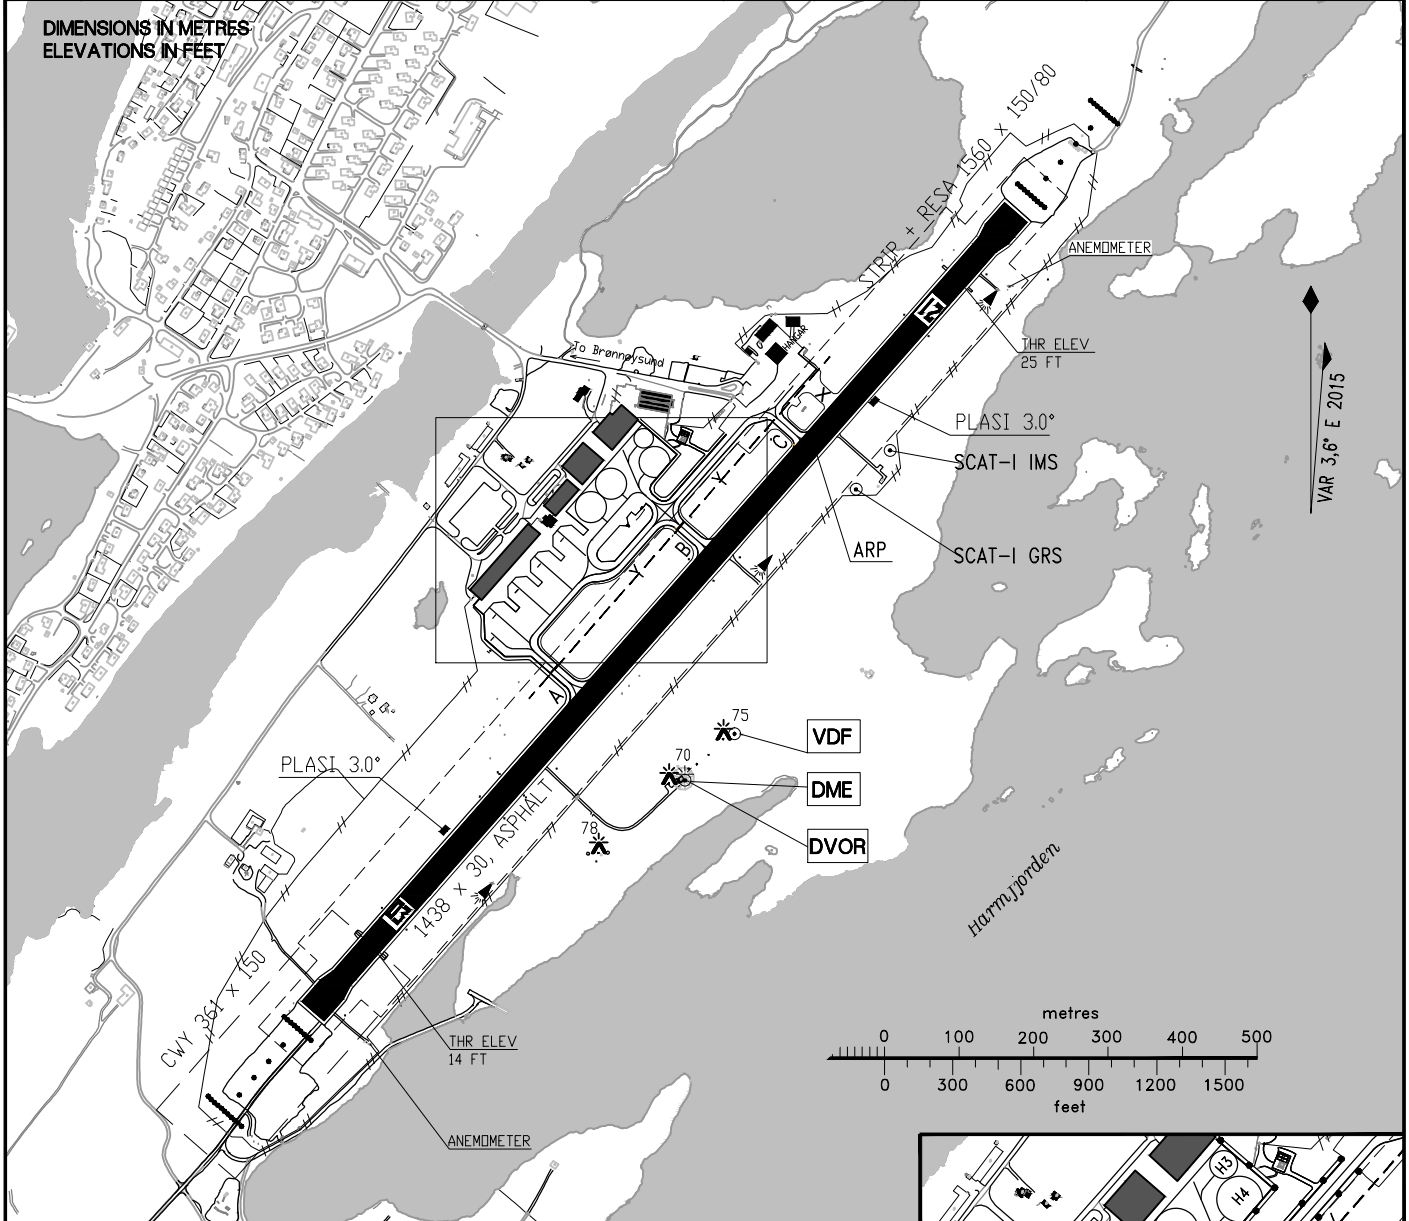 DIMENSIONS IN METRES
ELEVATIONS IN FEET
STRIP + RESA 1560 x 150/80
ANEMOMETER
21
THR ELEV
25 FT
VAR 3,6° E 2015
To Brønnøysund
HANGAR
X
PLASI 3.0°
C
Y
SCAT-I IMS
B
ARP
SCAT-I GRS
Y
A
75
VDF
70
PLASI 3.0°
DME
78
DVOR
1438 x 30, ASPHALT
Harmfjorden
03
CWY 361 x 150
THR ELEV
14 FT
ANEMOMETER
metres
0 100 200 300 400 500
0 300 600 900 1200 1500
feet
H3
H4